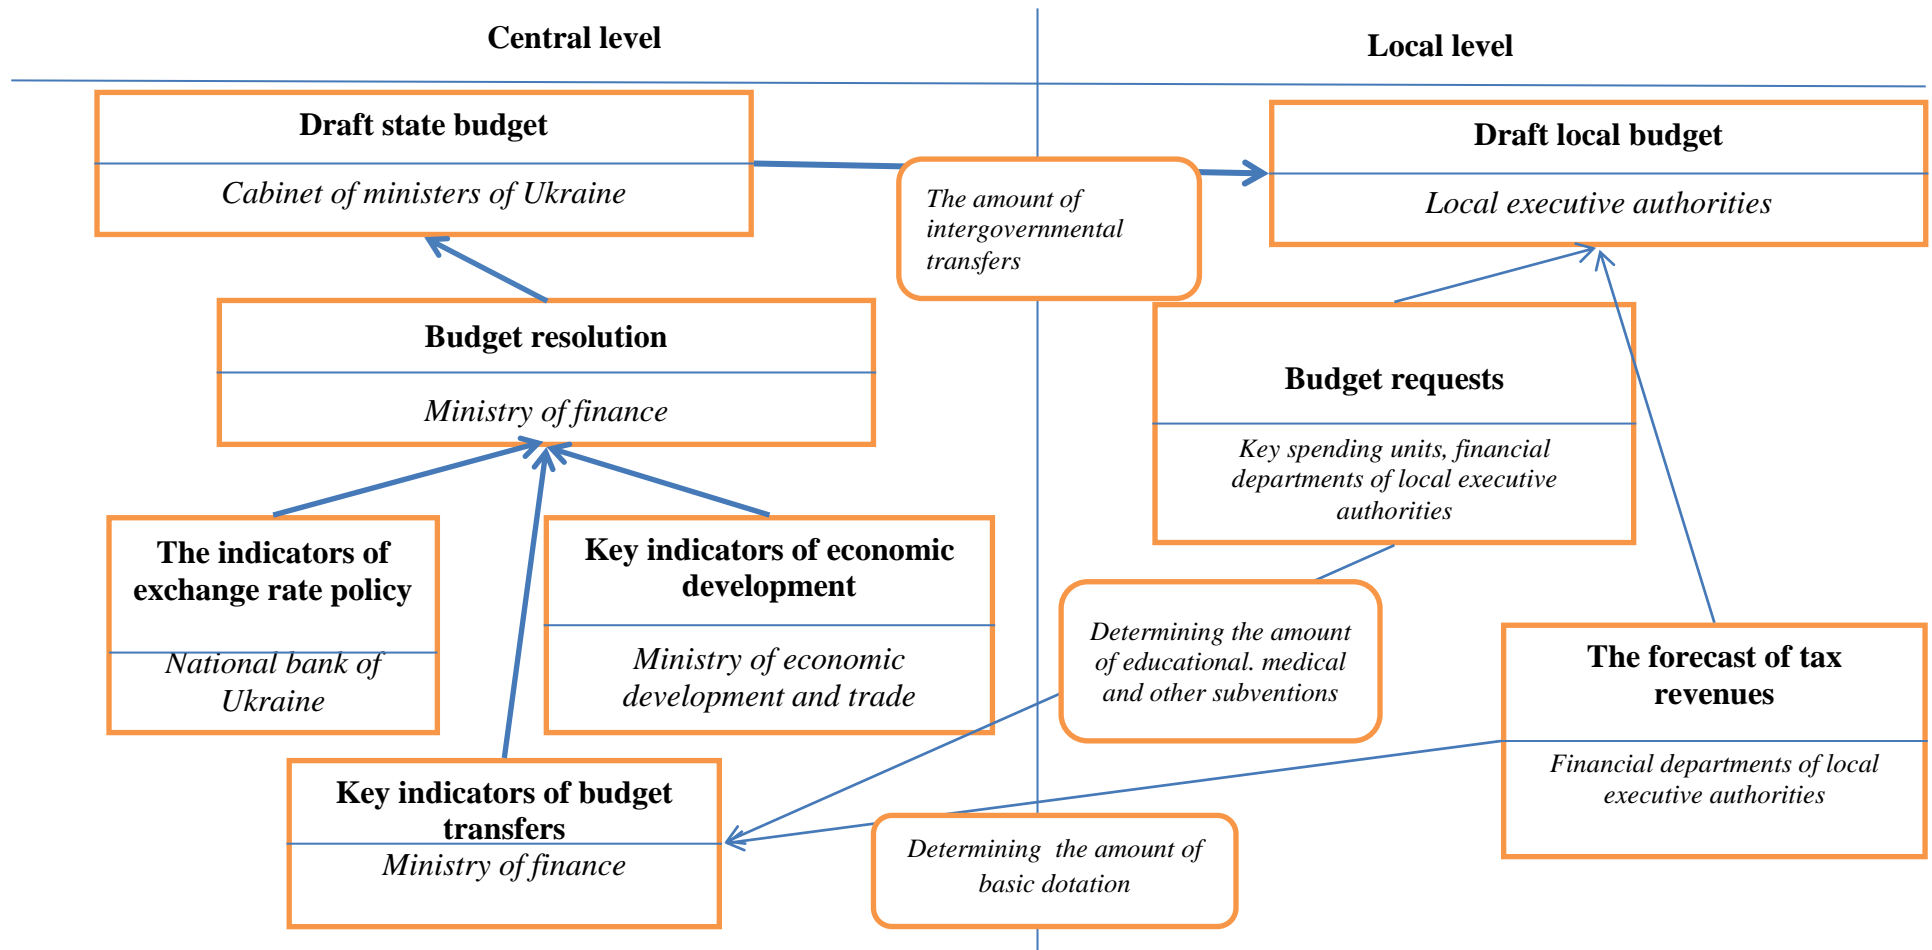 Central level
Local level
Draft state budget
Cabinet of ministers of Ukraine
Draft local budget
Local executive authorities
The amount of
intergovernmental
transfers
Budget resolution
Ministry of finance
Budget requests
Key spending units, financial
departments of local executive
authorities
The indicators of
exchange rate policy
National bank of
Ukraine
Key indicators of economic
development
Ministry of economic
development and trade
Determining the amount
of educational. medical
and other subventions
The forecast of tax
revenues
Financial departments of local
executive authorities
Key indicators of budget
transfers
Ministry of finance
Determining  the amount of
basic dotation